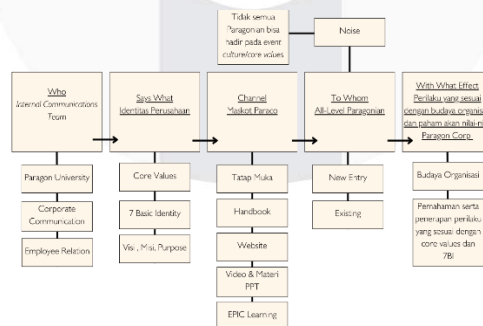 Tidak semua
Paragonian bisa
hadir pada event
culture/core values
Noise
Who
Internal Communications
Team
Says What
Identitas Perusahaan
Channel
Maskot Paraco
To Whom
All-Level Paragonian
With What Effect
Perilaku yang sesuai
dengan budaya organisa
dan paham akan nilai-ni
Paragon Corp
Paragon University
Corporate
Communication
Employee Relation
Core Values
7 Basic Identity
Visi, Misi, Purpose
Tatap Muka
Handbook
Website
Video & Materi
PPT
EPIC Learning
New Entry
Existing
Budaya Organisasi
Pemahaman serta
penerapan perilaku
yang sesuai dengan
core values dan
7BI